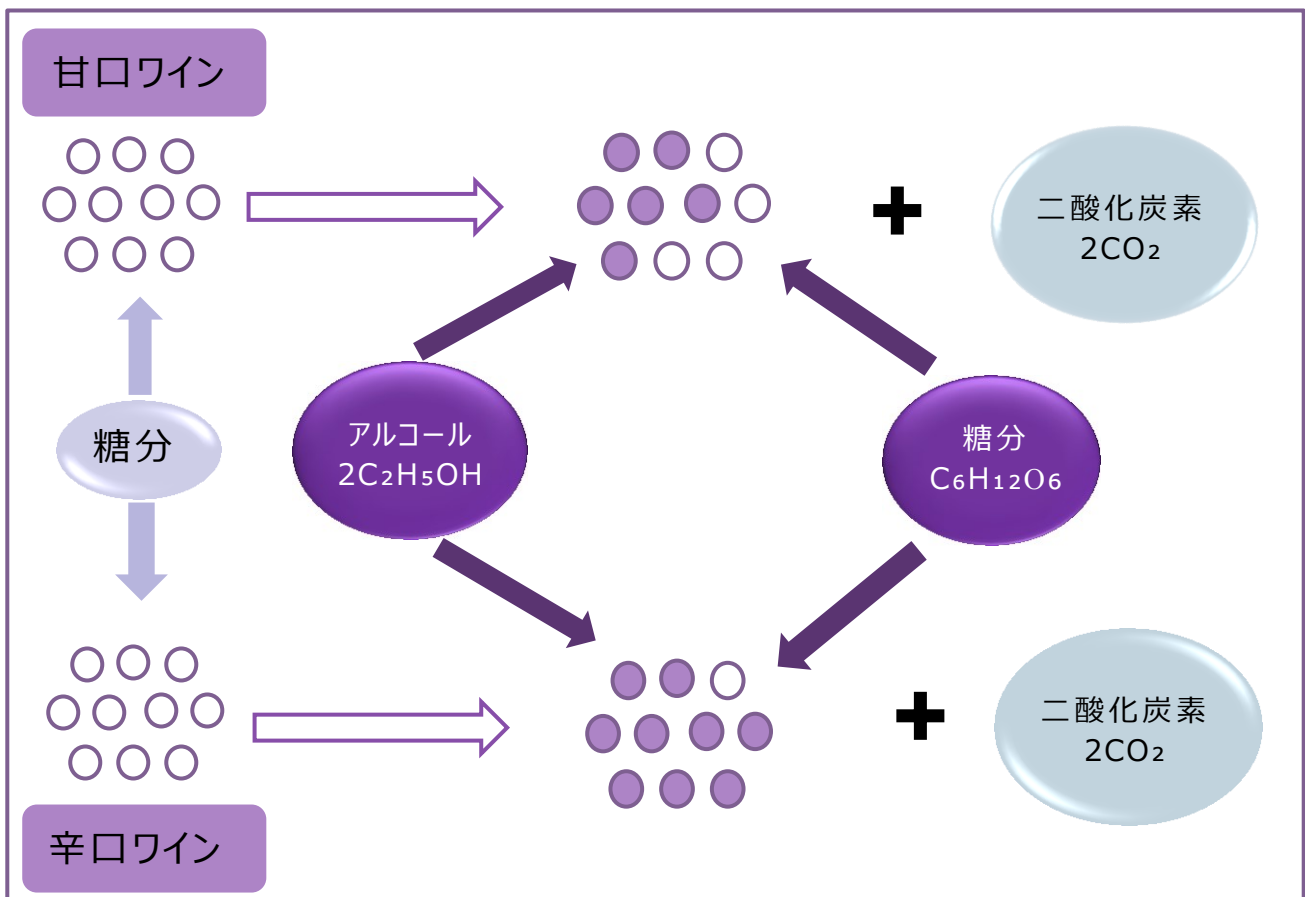 甘口ワイン
二酸化炭素
2CO₂
糖分
アルコール
2C₂H₅OH
糖分
C₆H₁₂O₆
二酸化炭素
2CO₂
辛口ワイン